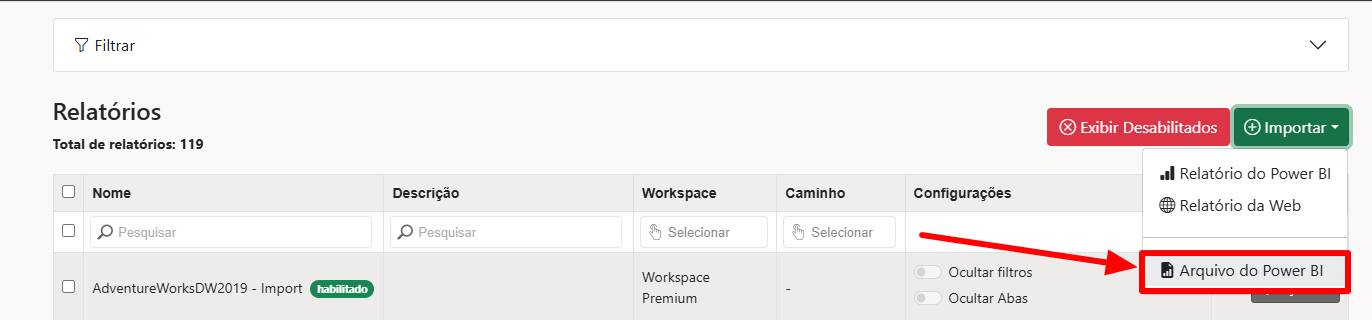 Filtrar
Relatórios
Total de relatórios: 119
Exibir Desabilitados
Importar
Relatório do Power BI
Relatório da Web
Arquivo do Power BI
Nome
Descrição
Workspace
Caminho
Configurações
Pesquisar
Pesquisar
Selecionar
Selecionar
AdventureWorksDW2019 - Import habilitado
Workspace
Premium
-
Ocultar filtros
Ocultar Abas